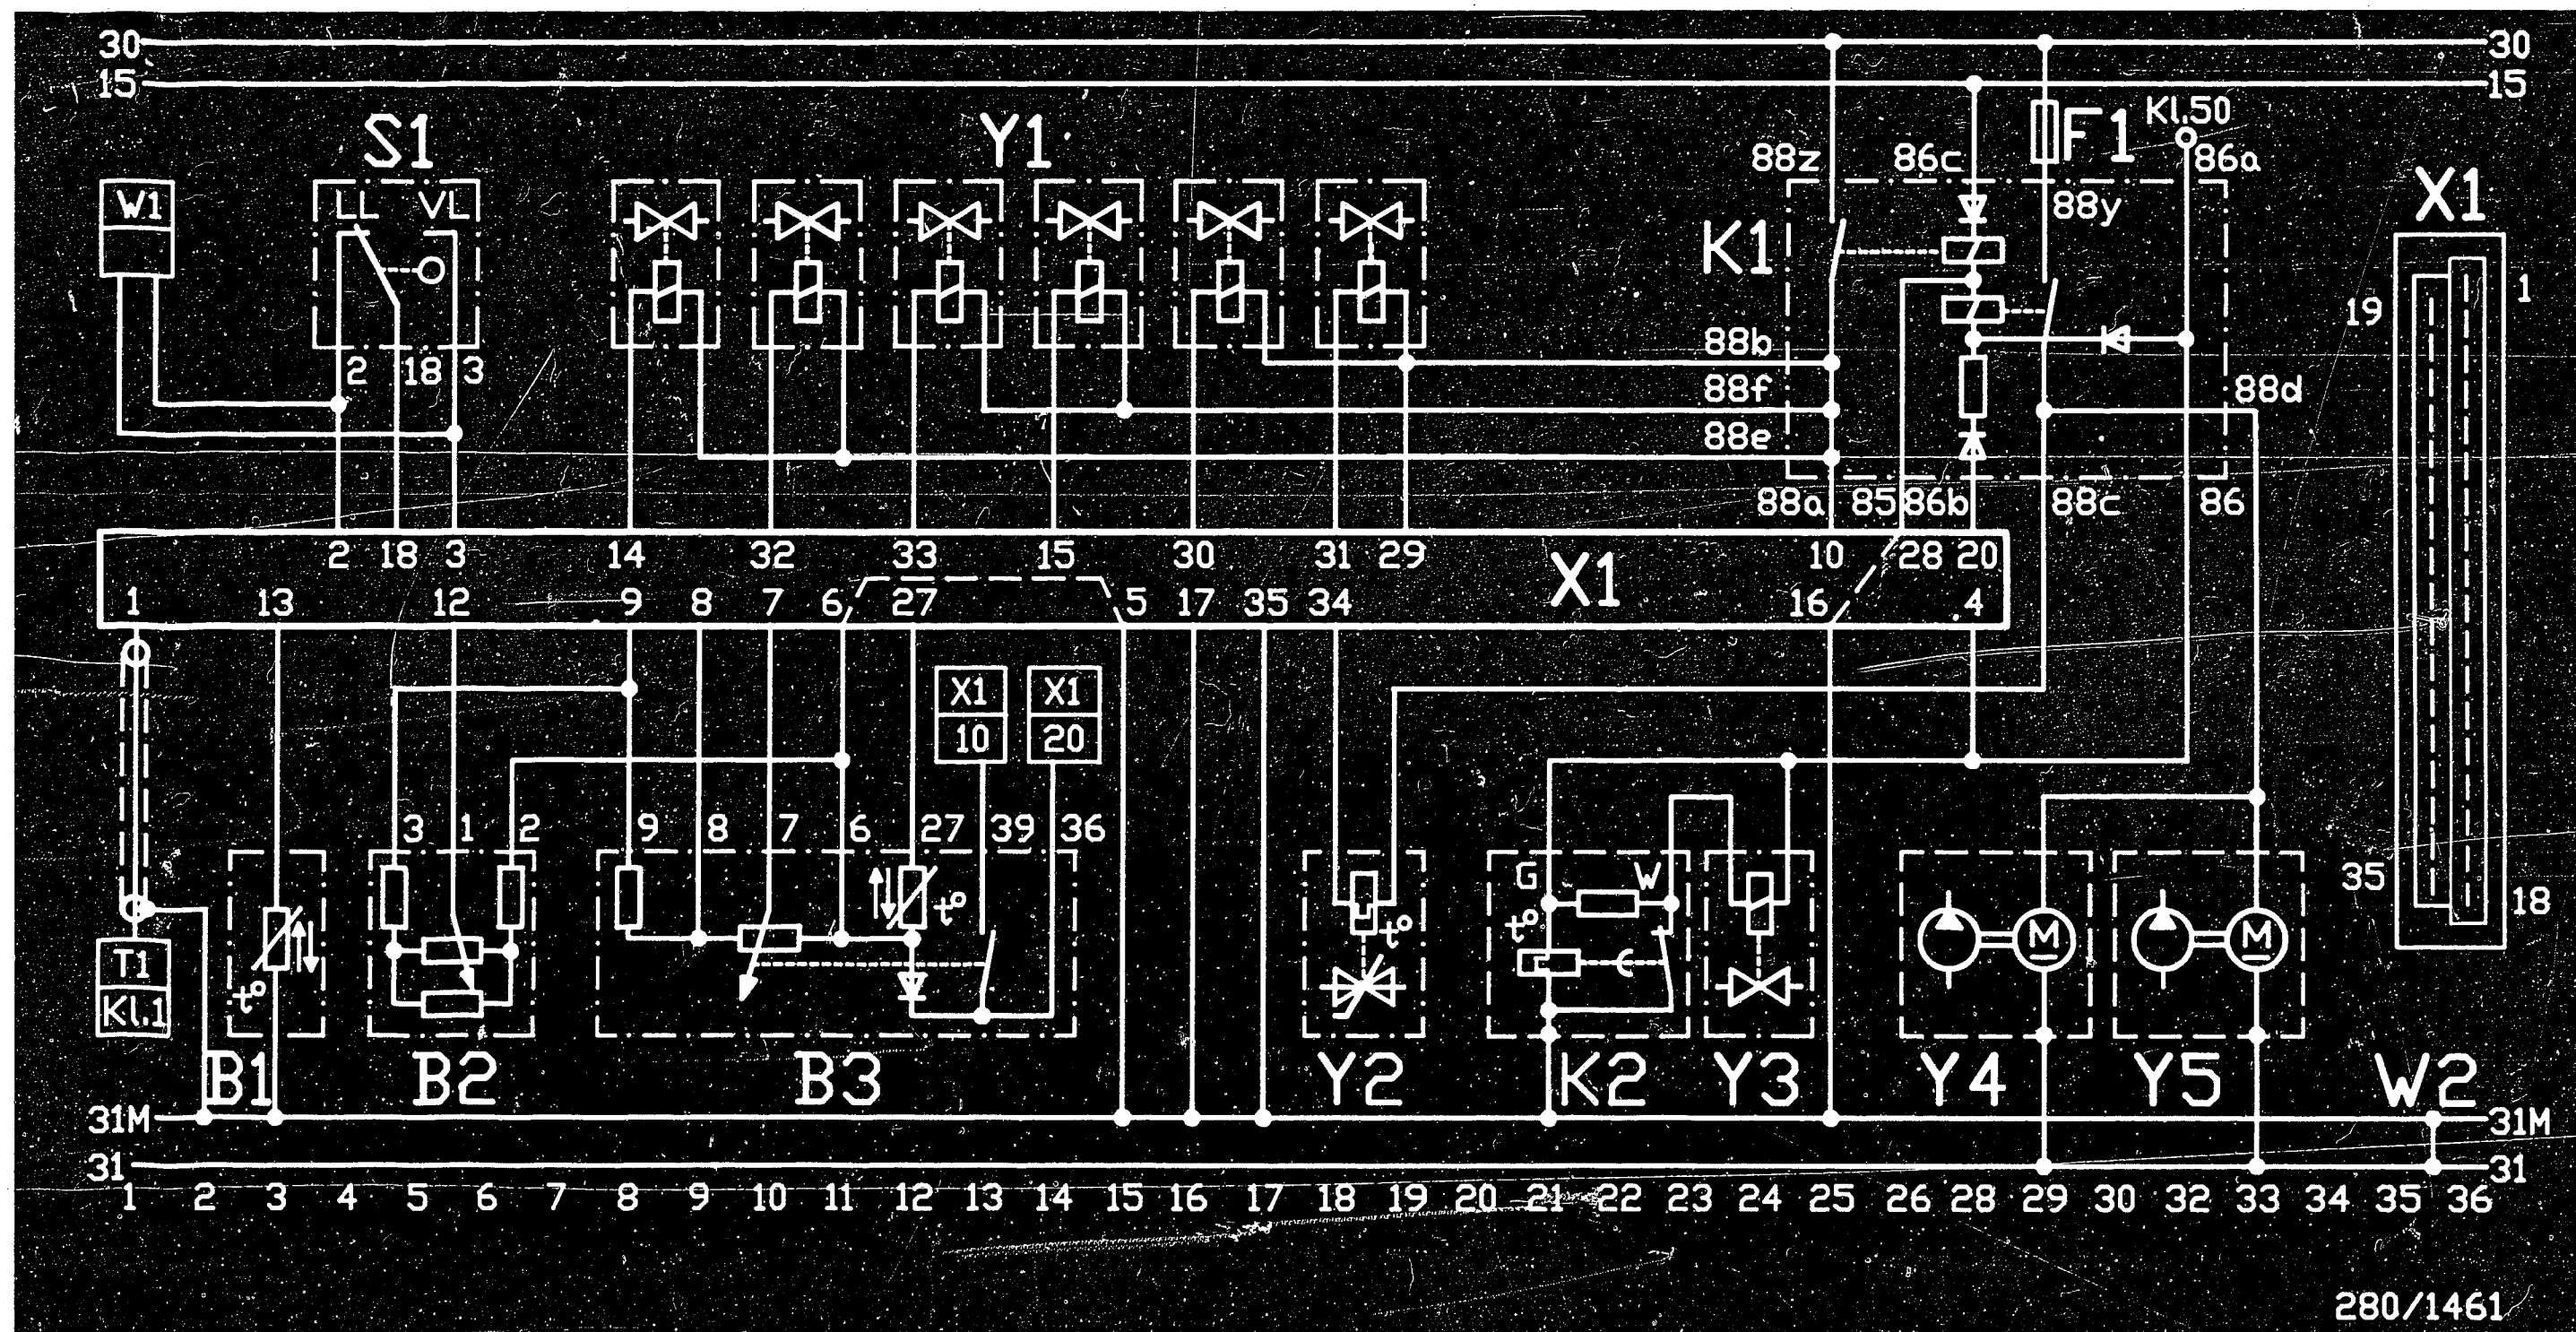 30 30
15 15
S1 Y1 F1 Kl.50
88z 86c 86a
W1 LL VL 88y X1
K1
19 1
88b
2 18 3
88f 88d
88e
88a 85 86b 88c 86
2 18 3 14 32 33 15 30 31 29 X1 10 28 20
1 13 12 9 8 7 6 27 5 17 35 34 16 4
X1 X1
10 20
3 1 2 9 8 7 6 27 39 36
G W 35 18
t° t° t°
M M
T1
Kl.1 t°
B1 B2 B3 Y2 K2 Y3 Y4 Y5 W2
31M 31M
31 31
1 2 3 4 5 6 7 8 9 10 11 12 13 14 15 16 17 18 19 20 21 22 23 24 25 26 28 29 30 32 33 34 35 36
280/1461